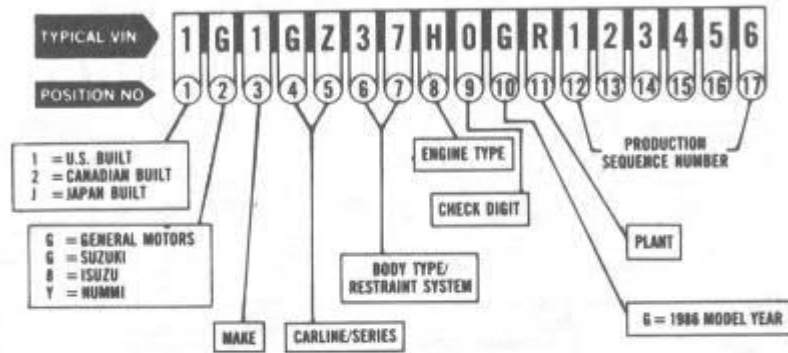 TYPICAL VIN 1 G 1 G Z 3 7 H 0 G R 1 2 3 4 5 6
POSITION NO 1 2 3 4 5 6 7 8 9 10 11 12 13 14 15 16 17
1 = U.S. BUILT
2 = CANADIAN BUILT
J = JAPAN BUILT
ENGINE TYPE
PRODUCTION
SEQUENCE NUMBER
CHECK DIGIT
G = GENERAL MOTORS
G = SUZUKI
8 = ISUZU
Y = NUMMI
PLANT
BODY TYPE/
RESTRAINT SYSTEM
MAKE
CARLINE/SERIES
G = 1986 MODEL YEAR